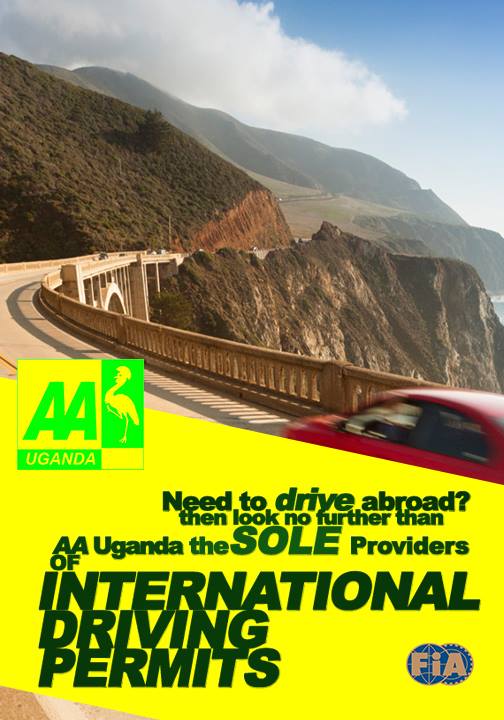 AA
UGANDA
Need to drive abroad?
then look no further than
AA Uganda the SOLE Providers
OF
INTERNATIONAL
DRIVING
PERMITS
FiA